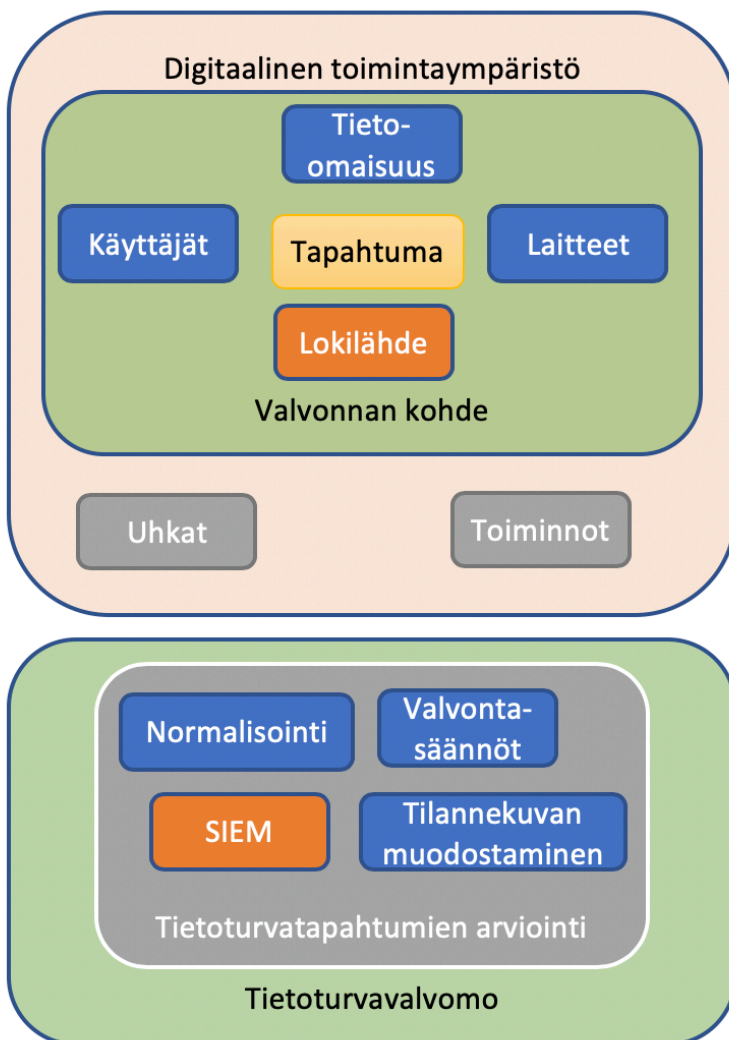 Digitaalinen toimintaympäristö
Tieto-
omaisuus
Käyttäjät
Tapahtuma
Laitteet
Lokilähde
Valvonnan kohde
Uhkat
Toiminnot
Normalisointi
Valvonta-
säännöt
SIEM
Tilannekuvan
muodostaminen
Tietoturvatapahtumien arviointi
Tietoturvavalvomo